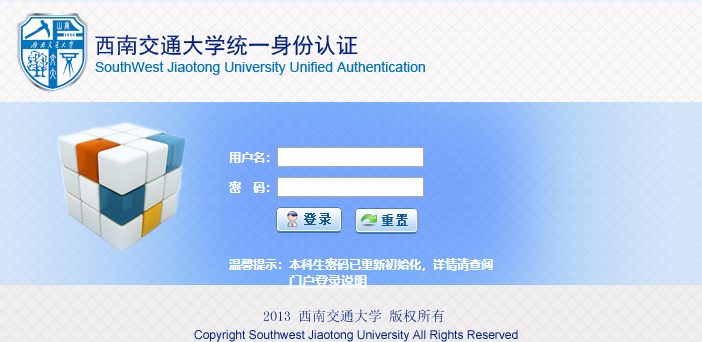 西南交通大学统一身份认证
SouthWest Jiaotong University Unified Authentication
用户名：
密 码：
登录 重置
温馨提示：本科生密码已重新初始化，详情请查阅
门户登录说明
2013 西南交通大学 版权所有
Copyright Southwest Jiaotong University All Rights Reserved